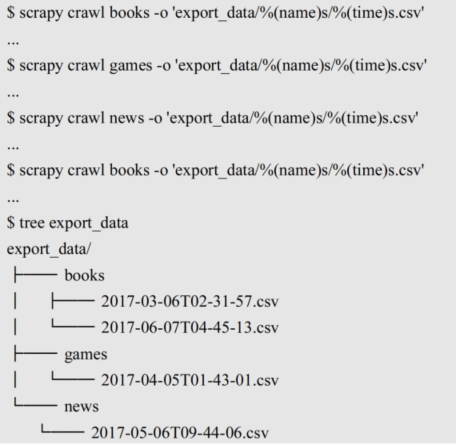 $ scrapy crawl books -o 'export_data/%(name)s/%(time)s.csv'
...
$ scrapy crawl games -o 'export_data/%(name)s/%(time)s.csv'
...
$ scrapy crawl news -o 'export_data/%(name)s/%(time)s.csv'
...
$ scrapy crawl books -o 'export_data/%(name)s/%(time)s.csv'
...
$ tree export_data
export_data/
├── books
│   ├── 2017-03-06T02-31-57.csv
│   └── 2017-06-07T04-45-13.csv
├── games
│   └── 2017-04-05T01-43-01.csv
└── news
    └── 2017-05-06T09-44-06.csv